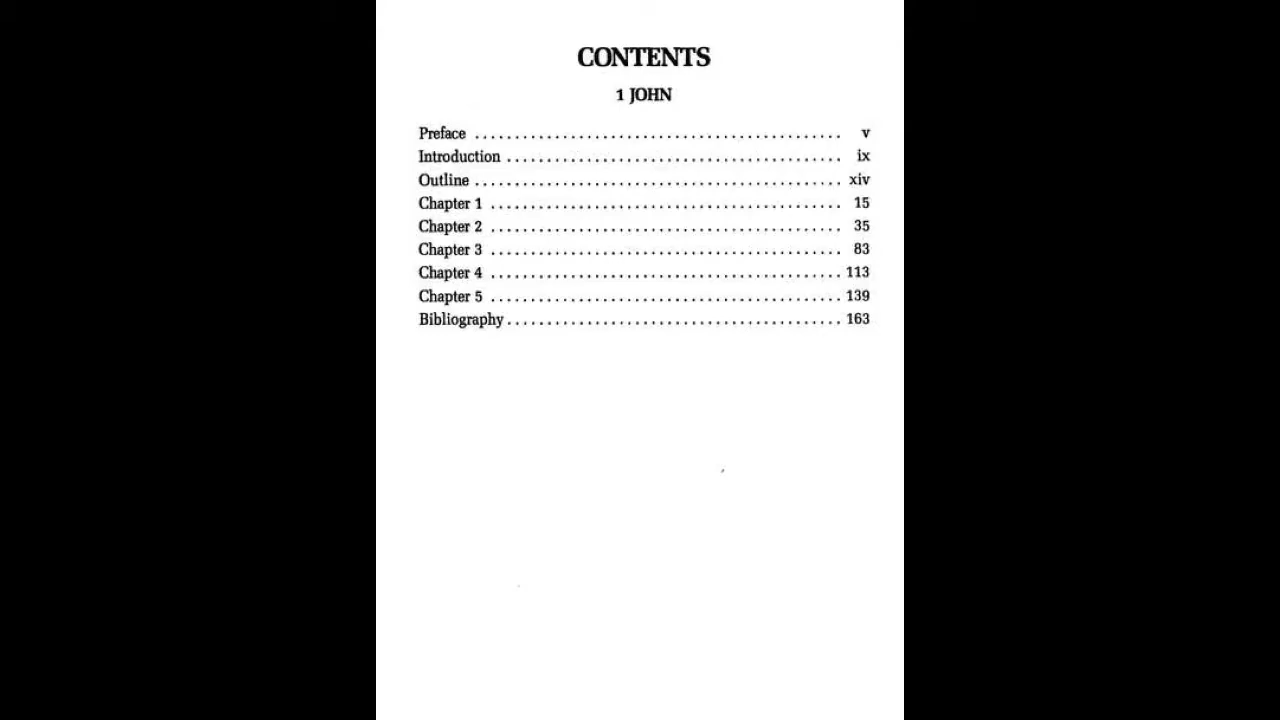 CONTENTS
1 JOHN
Preface ............................................. v
Introduction .......................................... ix
Outline .............................................. xiv
Chapter 1 ............................................ 15
Chapter 2 ............................................ 35
Chapter 3 ............................................ 83
Chapter 4 ............................................ 113
Chapter 5 ............................................ 139
Bibliography .......................................... 163